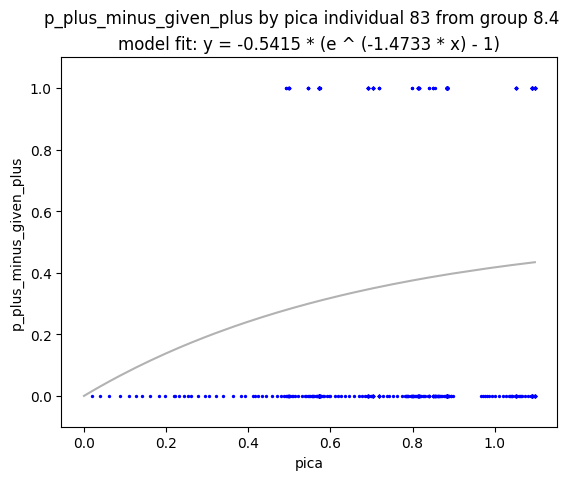 p_plus_minus_given_plus by pica individual 83 from group 8.4
model fit: y = -0.5415 * (e ^ (-1.4733 * x) - 1)
1.0
0.8
0.6
0.4
0.2
0.0
p_plus_minus_given_plus
0.0 0.2 0.4 0.6 0.8 1.0
pica